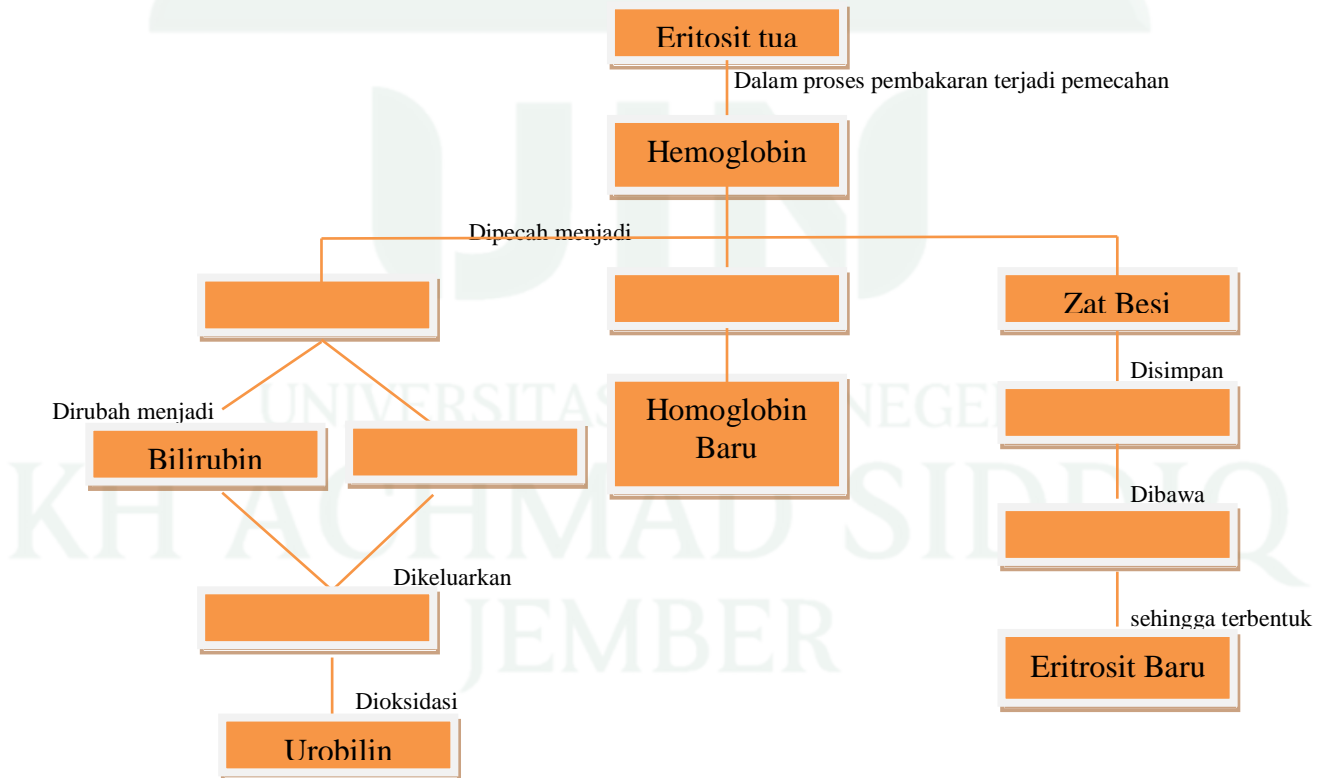 Eritosit tua
Dalam proses pembakaran terjadi pemecahan
Hemoglobin
Dipecah menjadi
Zat Besi
Disimpan
Dirubah menjadi
Bilirubin
Homoglobin
Baru
Dibawa
Dikeluarkan
sehingga terbentuk
Eritrosit Baru
Dioksidasi
Urobilin
UNIVERSITAS NEGERI
KH ACHMAD SIDDIQ
JEMBER